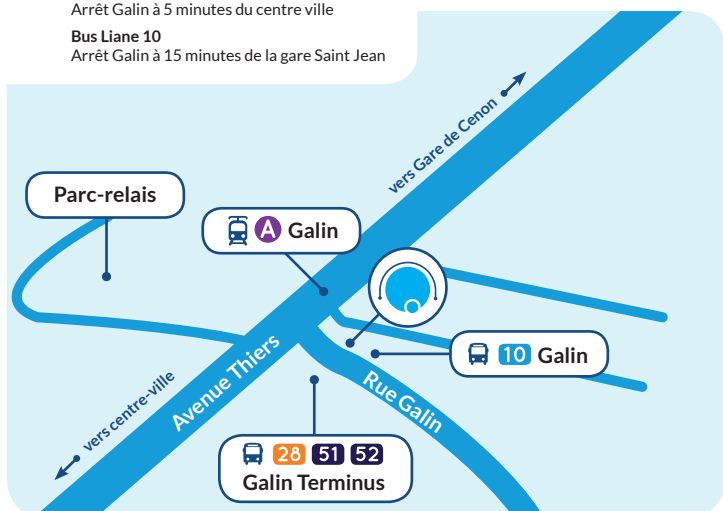 Arrêt Galin à 5 minutes du centre ville
Bus Liane 10
Arrêt Galin à 15 minutes de la gare Saint Jean
vers Gare de Cenon
Parc-relais
A Galin
10 Galin
Avenue Thiers
Rue Galin
vers centre-ville
28 51 52
Galin Terminus